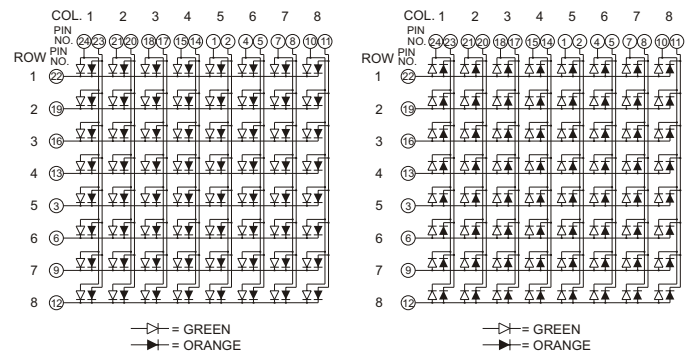 COL. 1 2 3 4 5 6 7 8
PIN NO. 24 23 21 20 18 17 15 14 1 2 4 5 7 8 10 11
ROW PIN NO.
1 22
2 19
3 16
4 13
5 3
6 6
7 9
8 12
= GREEN
= ORANGE
COL. 1 2 3 4 5 6 7 8
PIN NO. 24 23 21 20 18 17 15 14 1 2 4 5 7 8 10 11
ROW PIN NO.
1 22
2 19
3 16
4 13
5 3
6 6
7 9
8 12
= GREEN
= ORANGE